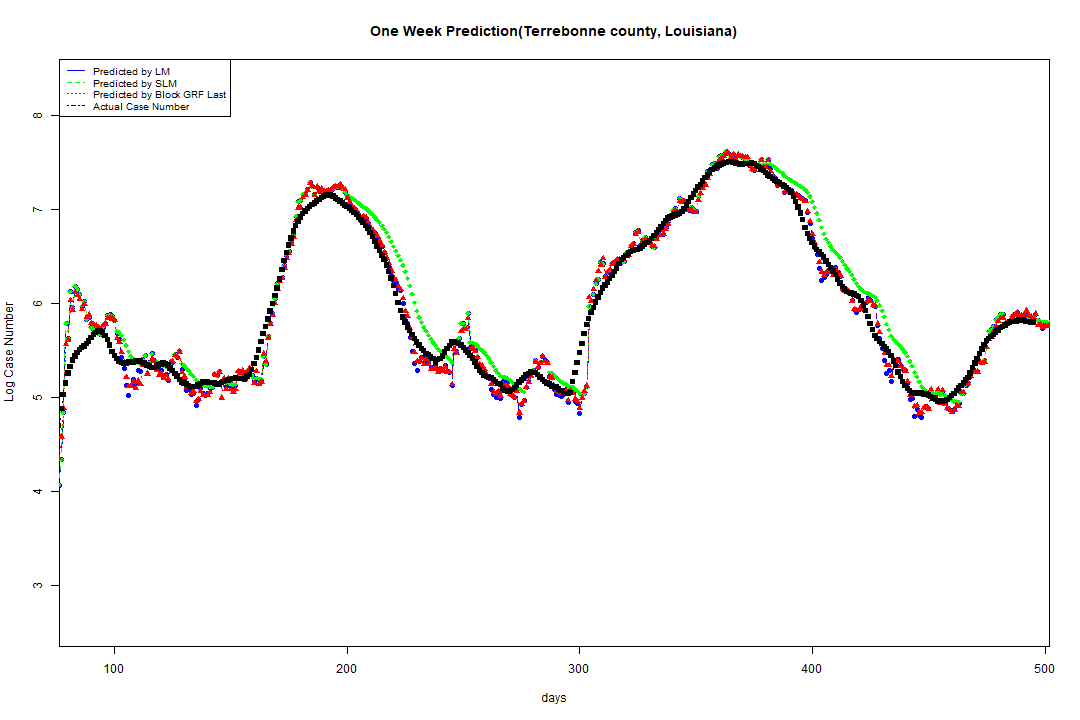 One Week Prediction(Terrebonne county, Louisiana)
Predicted by LM
Predicted by SLM
Predicted by Block GRF Last
Actual Case Number
Log Case Number
8
7
6
5
4
3
100 200 300 400 500
days